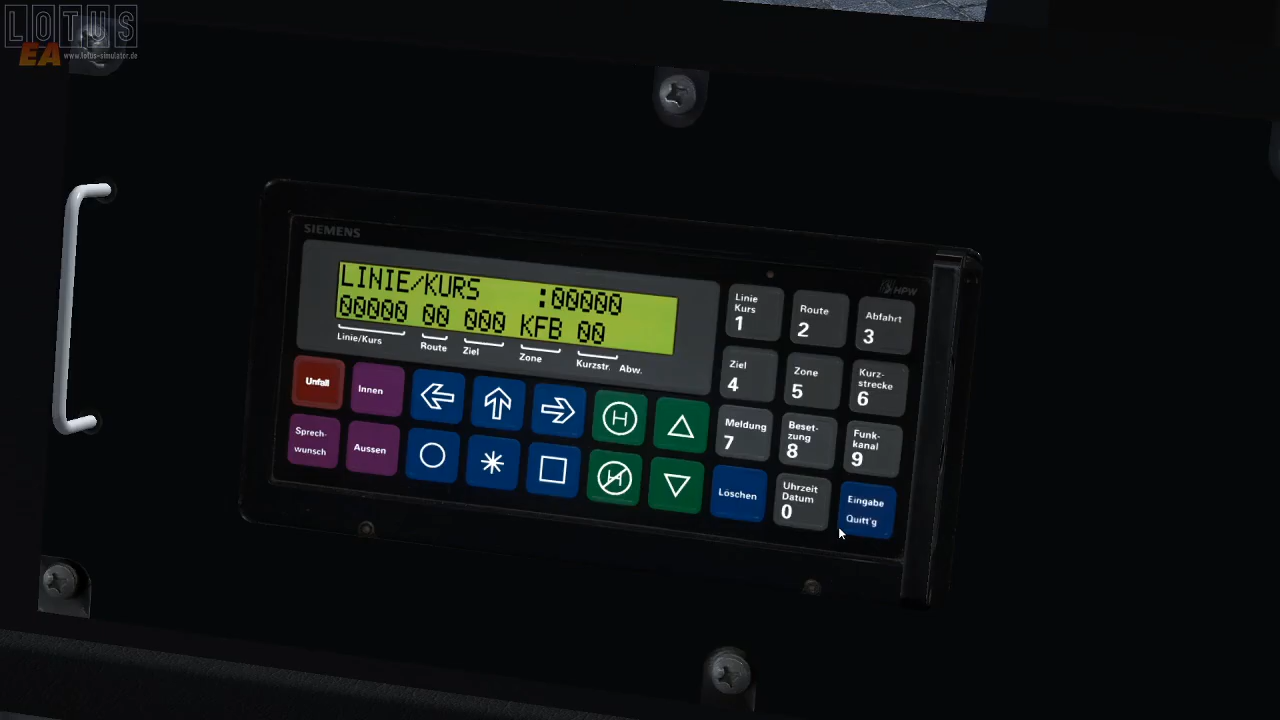 LOTUS
EA www.lotus-simulator.de
SIEMENS
HPW
LINIE/KURS :00000
00000 00 000 KFB 00
Linie/Kurs Route Ziel Zone Kurzstr. Abw.
Linie
Kurs
1
Route
2
Abfahrt
3
Ziel
4
Zone
5
Kurz-
strecke
6
Meldung
7
Beset-
zung
8
Funk-
kanal
9
Unfall
Innen
H
Sprech-
wunsch
Aussen
H
Löschen
Uhrzeit
Datum
0
Eingabe
Quitt'g